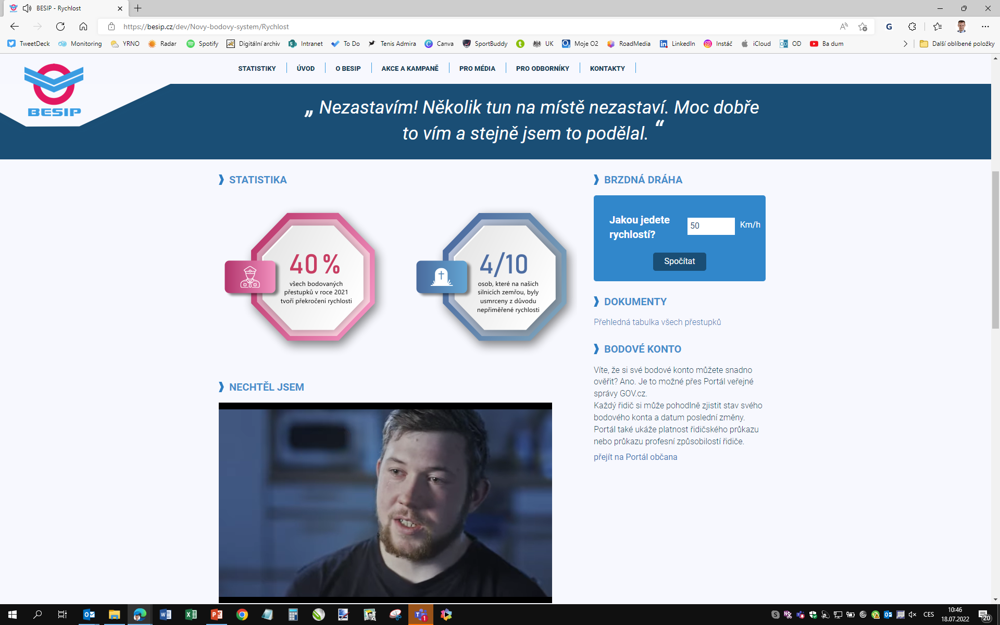 BESIP - Rychlost
https://besip.cz/dev/Novy-bodovy-system/Rychlost
TweetDeck Monitoring YRNO Radar Spotify Digitální archiv Intranet To Do Tenis Admira Canva SportBuddy UK Moje O2 RoadMedia LinkedIn Instáč iCloud OD Ba dum Další oblíbené položky
BESIP
STATISTIKY ÚVOD O BESIP AKCE A KAMPANĚ PRO MÉDIA PRO ODBORNÍKY KONTAKTY
„ Nezastavím! Několik tun na místě nezastaví. Moc dobře
to vím a stejně jsem to podělal. “
STATISTIKA
40 %
všech bodovaných
přestupků v roce 2021
tvoří překročení rychlosti
4/10
osob, které na našich
silnicích zemřou, byly
usmrceny z důvodu
nepřiměřené rychlosti
NECHTĚL JSEM
BRZDNÁ DRÁHA
Jakou jedete
rychlostí?
50 Km/h
Spočítat
DOKUMENTY
Přehledná tabulka všech přestupků
BODOVÉ KONTO
Víte, že si své bodové konto můžete snadno
ověřit? Ano. Je to možné přes Portál veřejné
správy GOV.cz.
Každý řidič si může pohodlně zjistit stav svého
bodového konta a datum poslední změny.
Portál také ukáže platnost řidičského průkazu
nebo průkazu profesní způsobilostí řidiče.
přejít na Portál občana
CES
10:46
18.07.2022
20